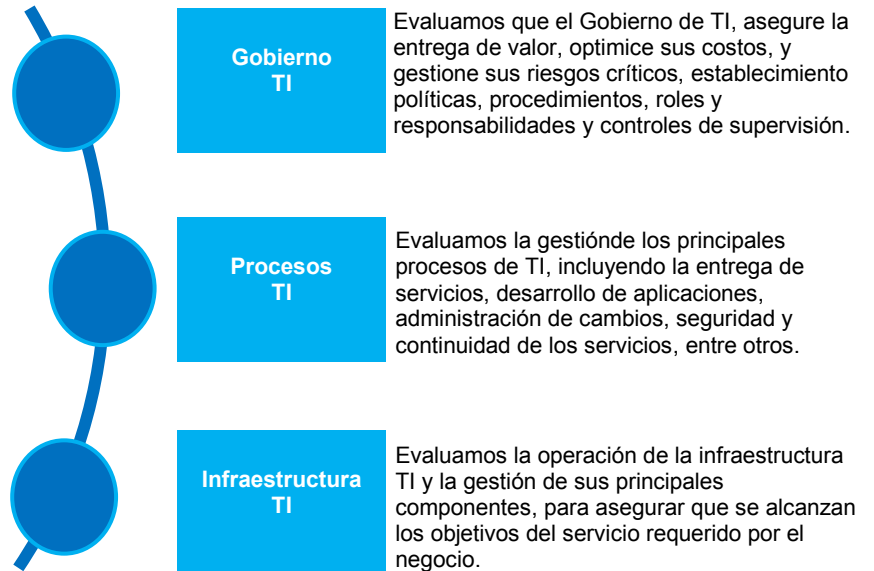 Gobierno
TI
Evaluamos que el Gobierno de TI, asegure la
entrega de valor, optimice sus costos, y
gestione sus riesgos críticos, establecimiento
políticas, procedimientos, roles y
responsabilidades y controles de supervisión.
Procesos
TI
Evaluamos la gestiónde los principales
procesos de TI, incluyendo la entrega de
servicios, desarrollo de aplicaciones,
administración de cambios, seguridad y
continuidad de los servicios, entre otros.
Infraestructura
TI
Evaluamos la operación de la infraestructura
TI y la gestión de sus principales
componentes, para asegurar que se alcanzan
los objetivos del servicio requerido por el
negocio.